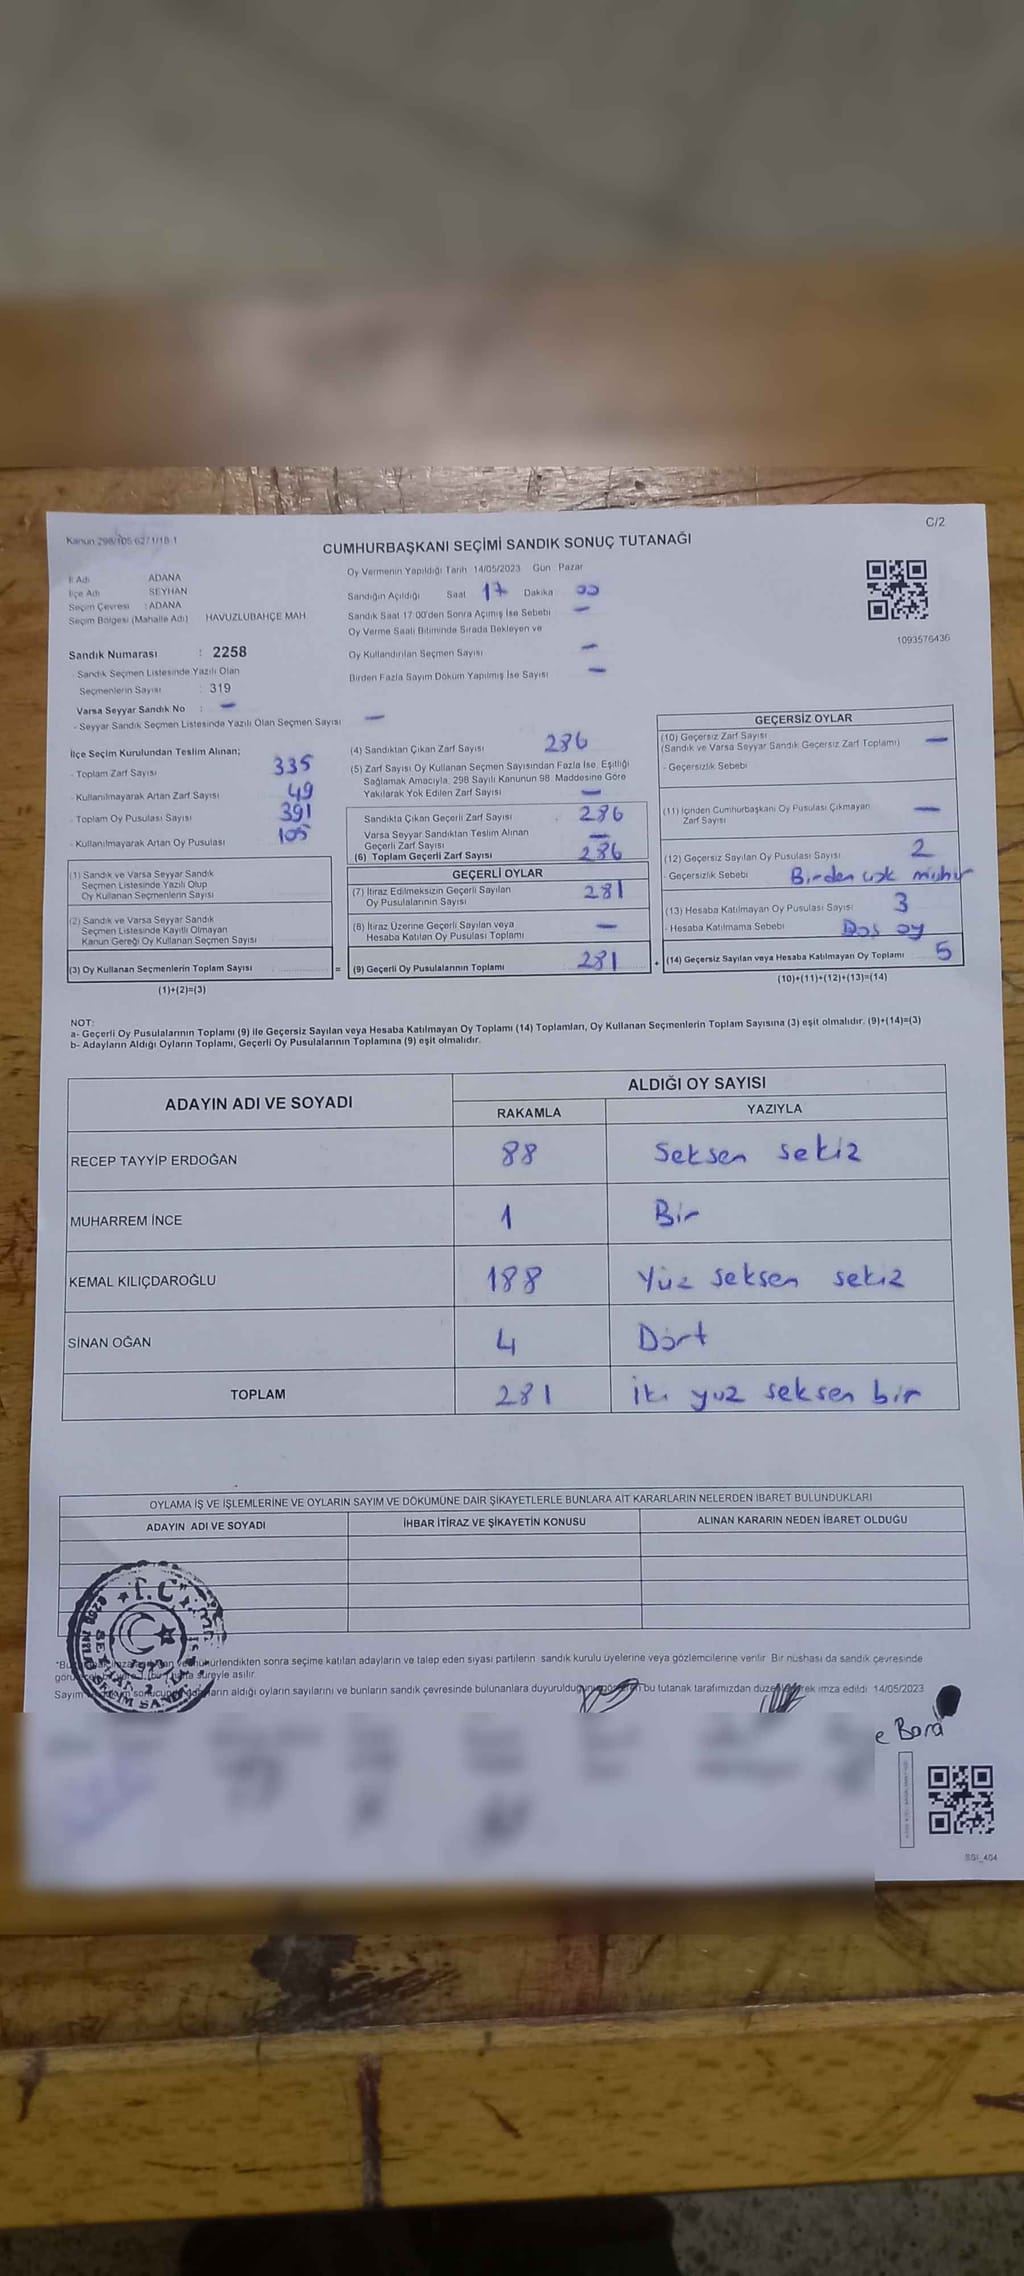 C/2
Kanun 298/105 6271/18-1
CUMHURBAŞKANI SEÇİMİ SANDIK SONUÇ TUTANAĞI
İl Adı ADANA
İlçe Adı SEYHAN
Seçim Çevresi : ADANA
Seçim Bölgesi (Mahalle Adı) HAVUZLUBAHÇE MAH
Sandık Numarası : 2258
- Sandık Seçmen Listesinde Yazılı Olan
Seçmenlerin Sayısı : 319
Varsa Seyyar Sandık No : -
- Seyyar Sandık Seçmen Listesinde Yazılı Olan Seçmen Sayısı -
Oy Vermenin Yapıldığı Tarih 14/05/2023 Gün Pazar
Sandığın Açıldığı Saat 17 Dakika 00
Sandık Saat 17.00'den Sonra Açımış İse Sebebi -
Oy Verme Saati Bitiminde Sırada Bekleyen ve
Oy Kullandırılan Seçmen Sayısı -
Birden Fazla Sayım Döküm Yapılmış İse Sayısı -
1093576436
İlçe Seçim Kurulundan Teslim Alınan;
- Toplam Zarf Sayısı 335
- Kullanılmayarak Artan Zarf Sayısı 49
- Toplam Oy Pusulası Sayısı 391
- Kullanılmayarak Artan Oy Pusulası 105
(1) Sandık ve Varsa Seyyar Sandık
Seçmen Listesinde Yazılı Olup
Oy Kullanan Seçmenlerin Sayısı
(2) Sandık ve Varsa Seyyar Sandık
Seçmen Listesinde Kayıtlı Olmayan
Kanun Gereği Oy Kullanan Seçmen Sayısı
(3) Oy Kullanan Seçmenlerin Toplam Sayısı
(1)+(2)=(3)
(4) Sandıktan Çıkan Zarf Sayısı 286
(5) Zarf Sayısı Oy Kullanan Seçmen Sayısından Fazla İse, Eşitliği
Sağlamak Amacıyla, 298 Sayılı Kanunun 98. Maddesine Göre
Yakılarak Yok Edilen Zarf Sayısı -
Sandıkta Çıkan Geçerli Zarf Sayısı 286
Varsa Seyyar Sandıktan Teslim Alınan
Geçerli Zarf Sayısı -
(6) Toplam Geçerli Zarf Sayısı 286
GEÇERLİ OYLAR
(7) İtiraz Edilmeksizin Geçerli Sayılan
Oy Pusulalarının Sayısı 281
(8) İtiraz Üzerine Geçerli Sayılan veya
Hesaba Katılan Oy Pusulası Toplamı -
= (9) Geçerli Oy Pusulalarının Toplamı 281
GEÇERSİZ OYLAR
(10) Geçersiz Zarf Sayısı
(Sandık ve Varsa Seyyar Sandık Geçersiz Zarf Toplamı) -
- Geçersizlik Sebebi
(11) İçinden Cumhurbaşkanı Oy Pusulası Çıkmayan
Zarf Sayısı -
(12) Geçersiz Sayılan Oy Pusulası Sayısı 2
- Geçersizlik Sebebi Birden çok mühür
(13) Hesaba Katılmayan Oy Pusulası Sayısı 3
- Hesaba Katılmama Sebebi Boş oy
+ (14) Geçersiz Sayılan veya Hesaba Katılmayan Oy Toplamı 5
(10)+(11)+(12)+(13)=(14)
NOT:
a- Geçerli Oy Pusulalarının Toplamı (9) ile Geçersiz Sayılan veya Hesaba Katılmayan Oy Toplamı (14) Toplamları, Oy Kullanan Seçmenlerin Toplam Sayısına (3) eşit olmalıdır. (9)+(14)=(3)
b- Adayların Aldığı Oyların Toplamı, Geçerli Oy Pusulalarının Toplamına (9) eşit olmalıdır.
ADAYIN ADI VE SOYADI ALDIĞI OY SAYISI
RAKAMLA YAZIYLA
RECEP TAYYİP ERDOĞAN 88 Seksen sekiz
MUHARREM İNCE 1 Bir
KEMAL KILIÇDAROĞLU 188 Yüz seksen sekiz
SİNAN OĞAN 4 Dört
TOPLAM 281 İki yüz seksen bir
OYLAMA İŞ VE İŞLEMLERİNE VE OYLARIN SAYIM VE DÖKÜMÜNE DAİR ŞİKAYETLERLE BUNLARA AİT KARARLARIN NELERDEN İBARET BULUNDUKLARI
ADAYIN ADI VE SOYADI İHBAR İTİRAZ VE ŞİKAYETİN KONUSU ALINAN KARARIN NEDEN İBARET OLDUĞU
T.C.
sonra seçime katılan adayların ve talep eden siyasi partilerin sandık kurulu üyelerine veya gözlemcilerine verilir. Bir nüshası da sandık çevresinde
süreyle asılır.
Sayım aldığı oyların sayılarını ve bunların sandık çevresinde bulunanlara bu tutanak tarafımızdan imza edildi 14/05/2023
e Bora
SSI_404